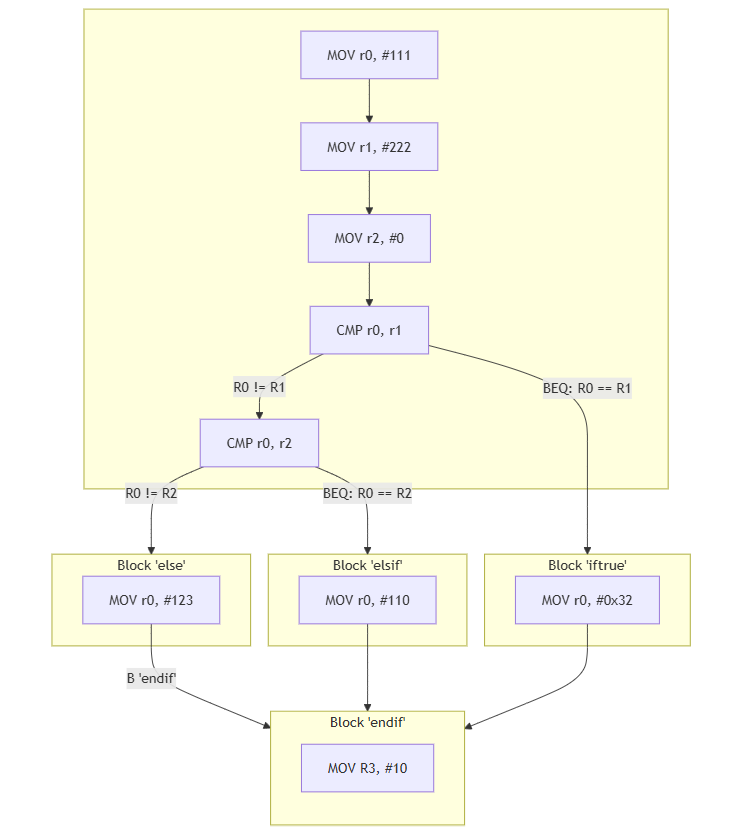 MOV r0, #111
MOV r1, #222
MOV r2, #0
CMP r0, r1
R0 != R1
BEQ: R0 == R1
CMP r0, r2
R0 != R2
BEQ: R0 == R2
Block 'else'
MOV r0, #123
Block 'elsif'
MOV r0, #110
Block 'iftrue'
MOV r0, #0x32
B 'endif'
Block 'endif'
MOV R3, #10